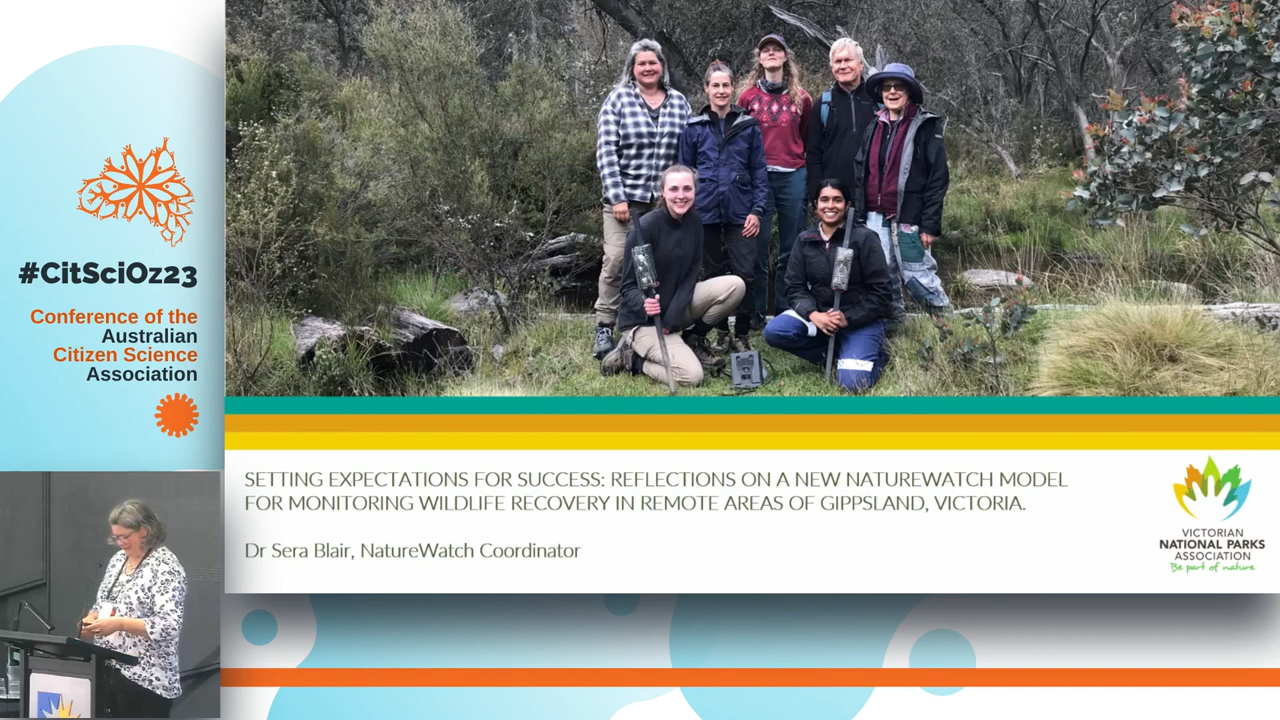 #CitSciOz23
Conference of the
Australian
Citizen Science
Association
SETTING EXPECTATIONS FOR SUCCESS: REFLECTIONS ON A NEW NATUREWATCH MODEL
FOR MONITORING WILDLIFE RECOVERY IN REMOTE AREAS OF GIPPSLAND, VICTORIA.
Dr Sera Blair, NatureWatch Coordinator
VICTORIAN
NATIONAL PARKS
ASSOCIATION
Be part of nature